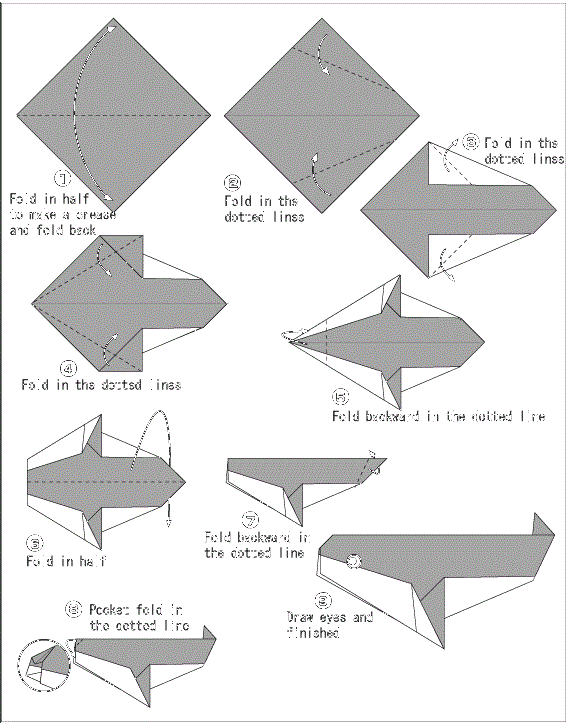 ①
Fold in half
to make a crease
and fold back
②
Fold in the
dotted lines
③ Fold in the
dotted lines
④
Fold in the dotted lines
⑤
Fold backward in the dotted line
⑥
Fold in half
⑦
Fold backward in
the dotted line
⑧ Pocket fold in
the dotted line
⑨
Draw eyes and
finished